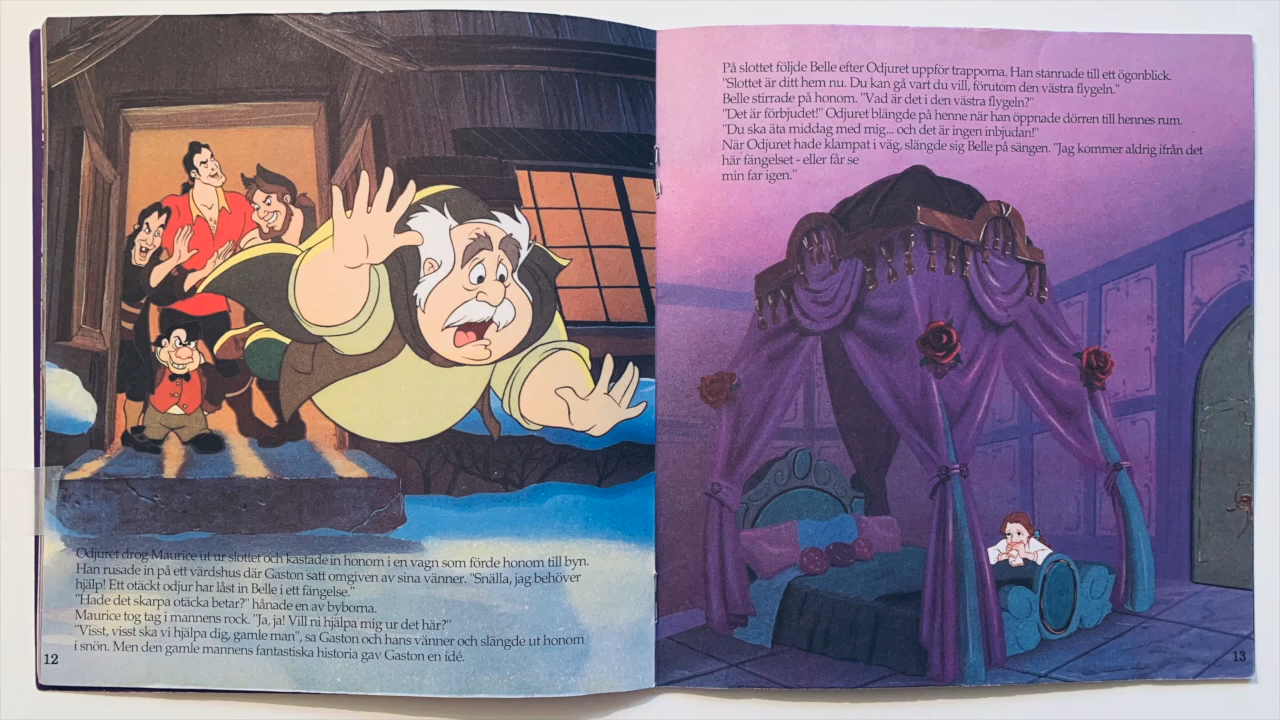 Odjuret drog Maurice ut ur slottet och kastade in honom i en vagn som förde honom till byn.
Han rusade in på ett värdshus där Gaston satt omgiven av sina vänner. "Snälla, jag behöver
hjälp! Ett otäckt odjur har låst in Belle i ett fängelse."
"Hade det skarpa otäcka betar?" hånade en av byborna.
Maurice tog tag i mannens rock. "Ja, ja! Vill ni hjälpa mig ur det här?"
"Visst, visst ska vi hjälpa dig, gamle man", sa Gaston och hans vänner och slängde ut honom
i snön. Men den gamle mannens fantastiska historia gav Gaston en idé.
12
På slottet följde Belle efter Odjuret uppför trapporna. Han stannade till ett ögonblick.
"Slottet är ditt hem nu. Du kan gå vart du vill, förutom den västra flygeln."
Belle stirrade på honom. "Vad är det i den västra flygeln?"
"Det är förbjudet!" Odjuret blängde på henne när han öppnade dörren till hennes rum.
"Du ska äta middag med mig... och det är ingen inbjudan!"
När Odjuret hade klampat i väg, slängde sig Belle på sängen. "Jag kommer aldrig ifrån det
här fängelset - eller får se
min far igen."
13